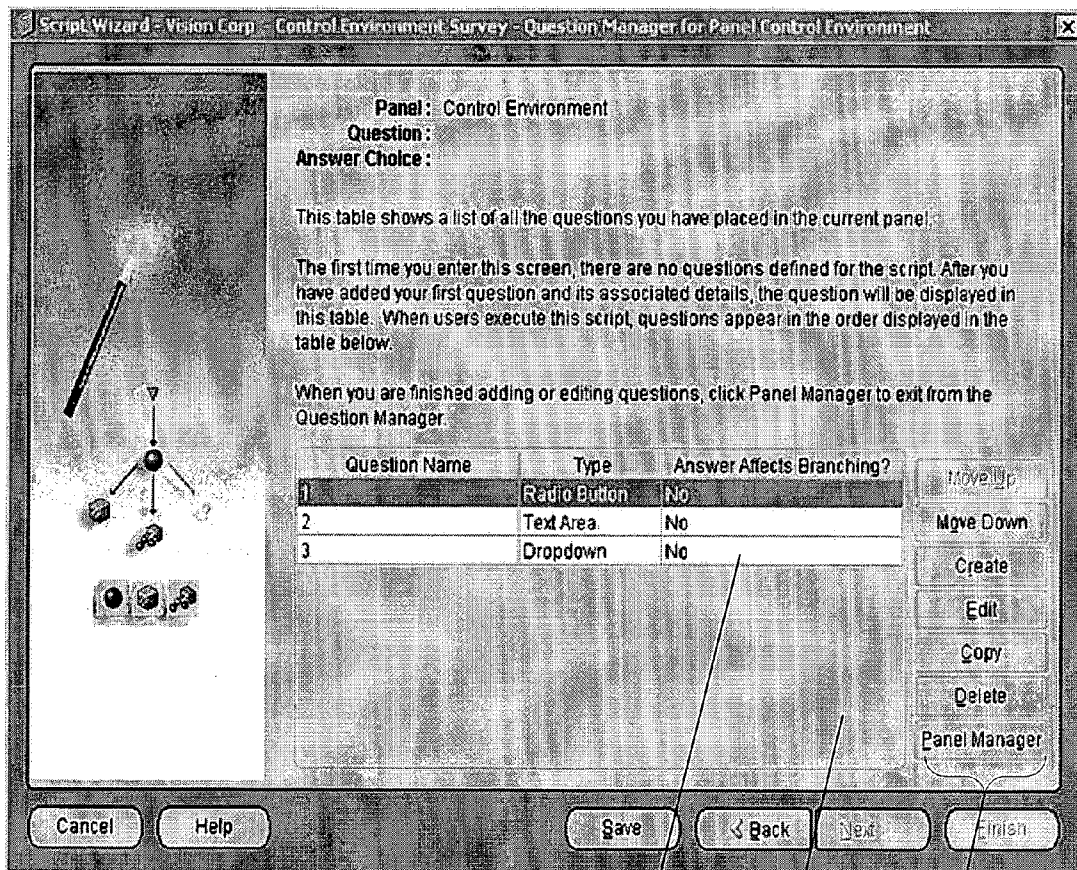 Script Wizard - Vision Corp - Control Environment Survey - Question Manager for Panel Control Environment
Panel: Control Environment
Question:
Answer Choice:
This table shows a list of all the questions you have placed in the current panel.
The first time you enter this screen, there are no questions defined for the script. After you
have added your first question and its associated details, the question will be displayed in
this table. When users execute this script, questions appear in the order displayed in the
table below.
When you are finished adding or editing questions, click Panel Manager to exit from the
Question Manager.
Question Name Type Answer Affects Branching?
1 Radio Button No
2 Text Area No
3 Dropdown No
Move Up
Move Down
Create
Edit
Copy
Delete
Panel Manager
Cancel Help Save Back Next Finish